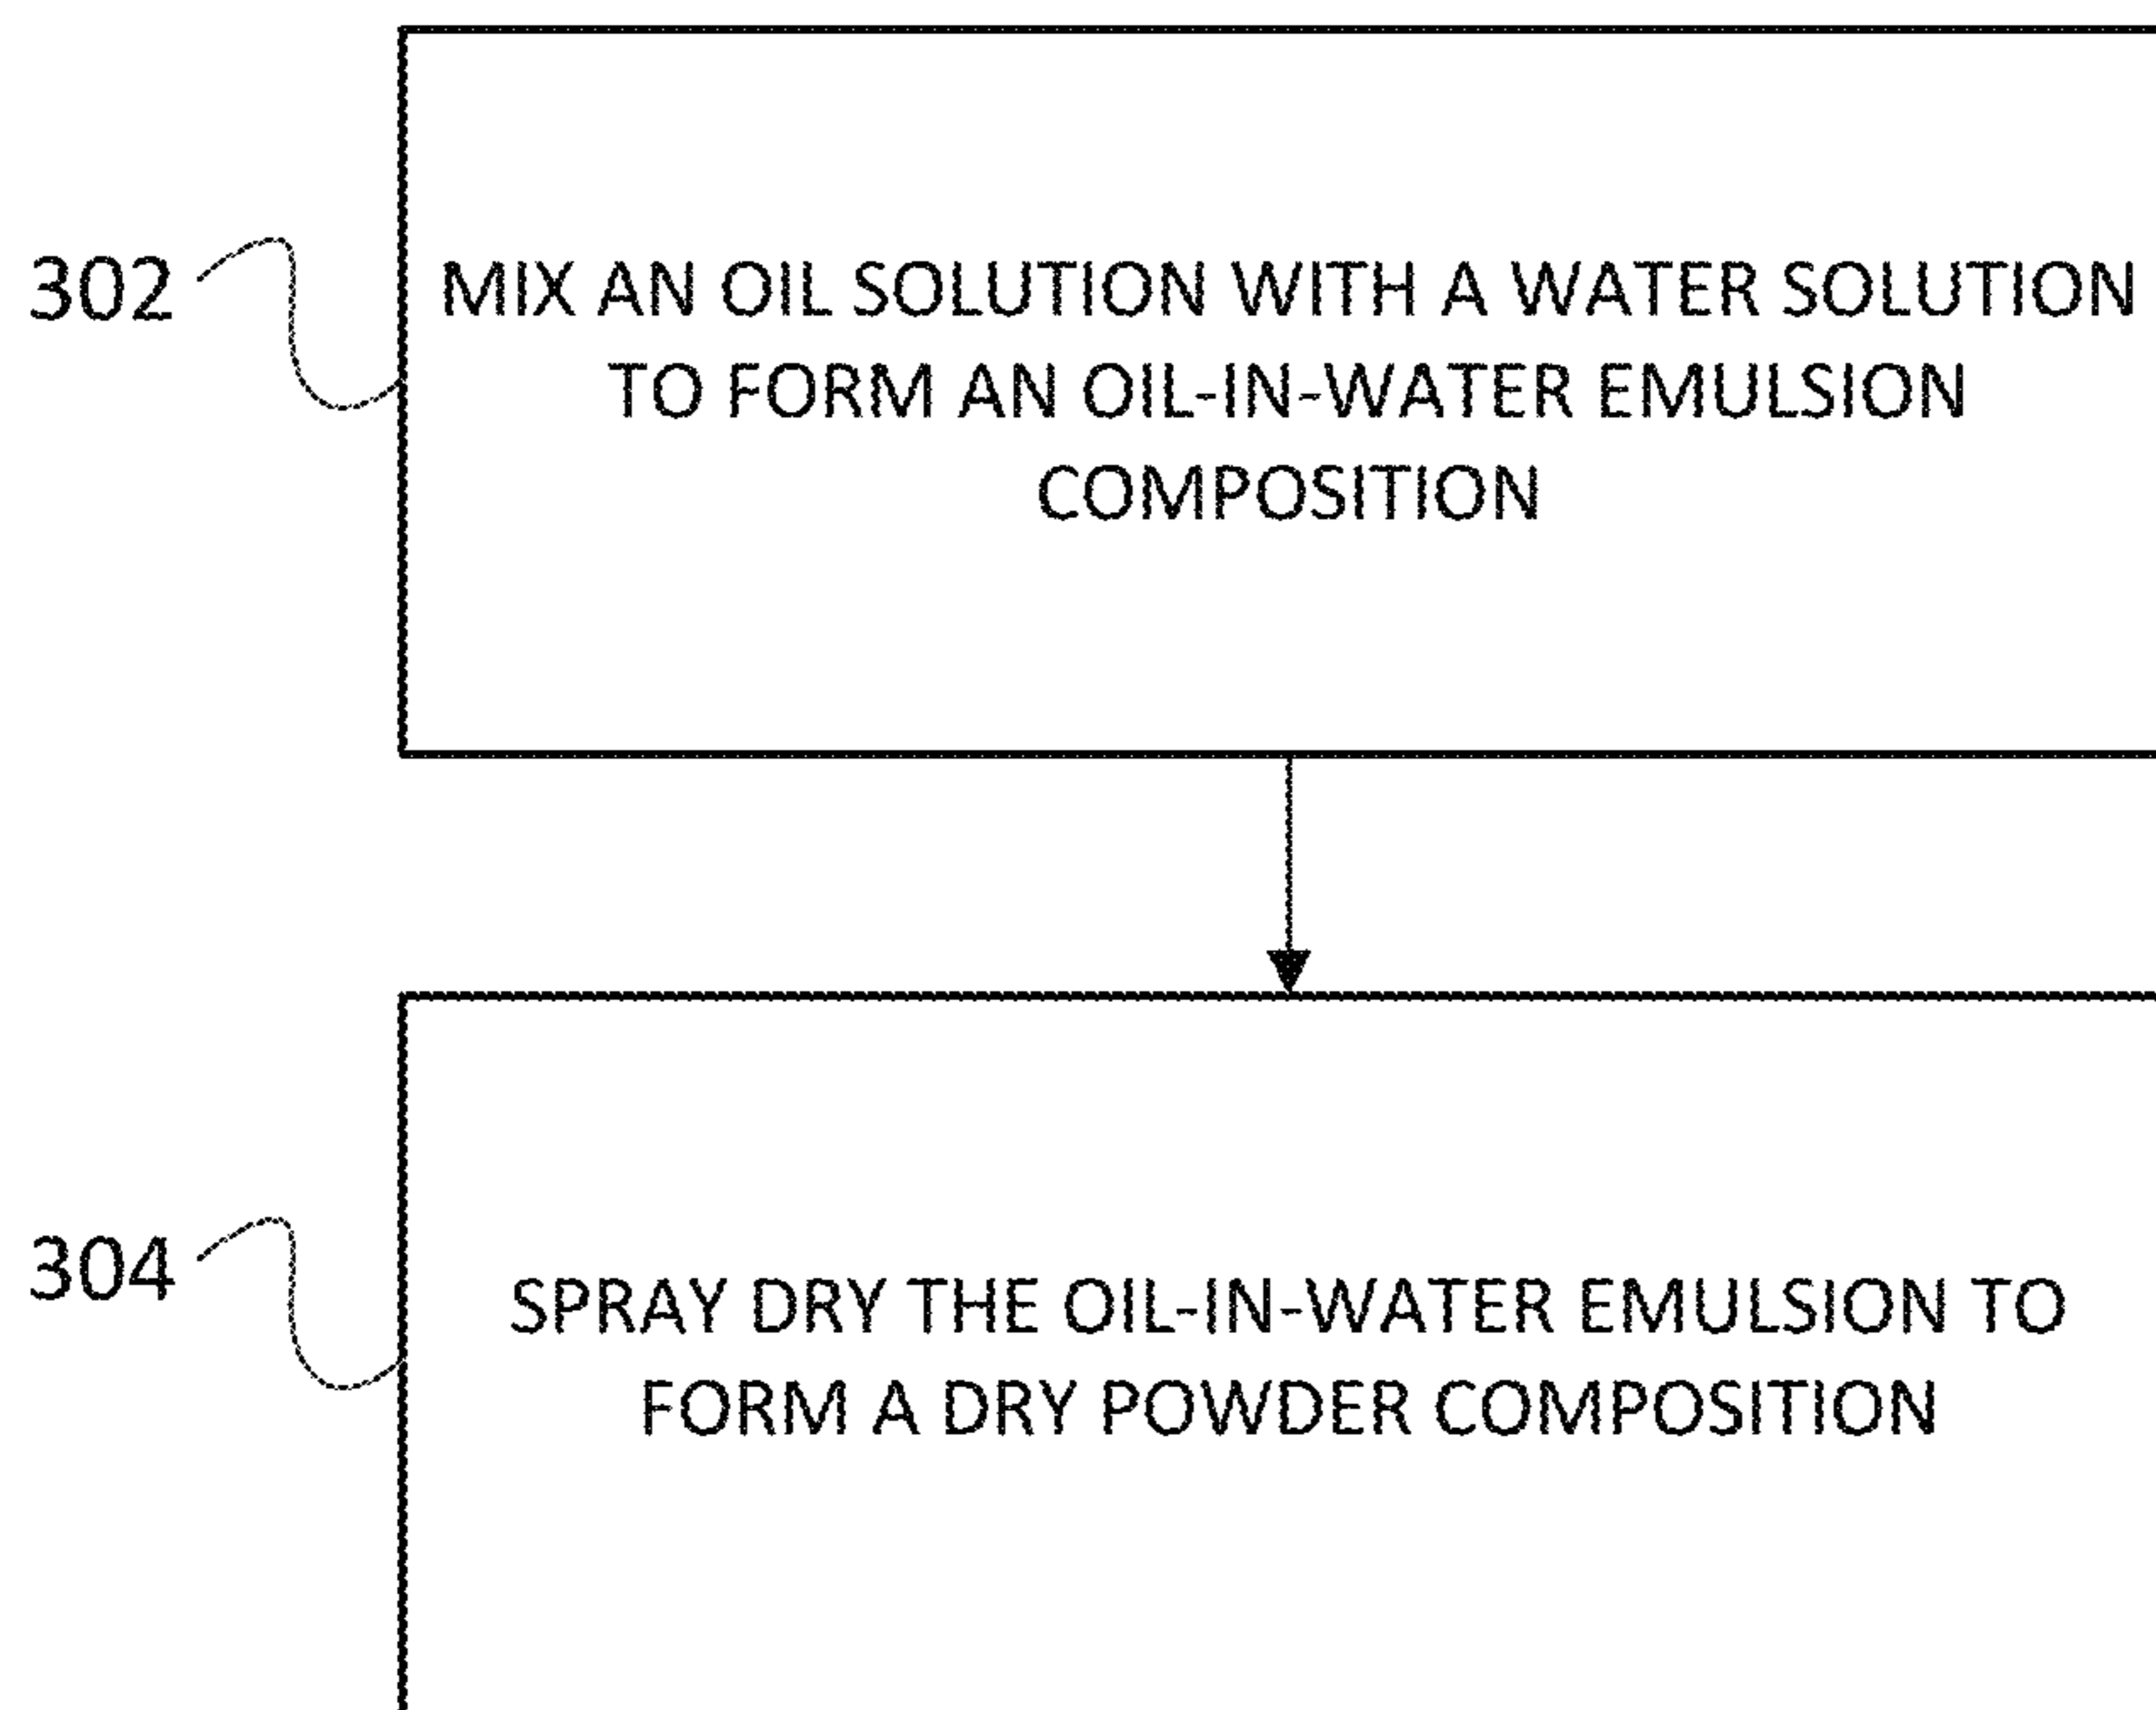 302
MIX AN OIL SOLUTION WITH A WATER SOLUTION
TO FORM AN OIL-IN-WATER EMULSION
COMPOSITION
304
SPRAY DRY THE OIL-IN-WATER EMULSION TO
FORM A DRY POWDER COMPOSITION